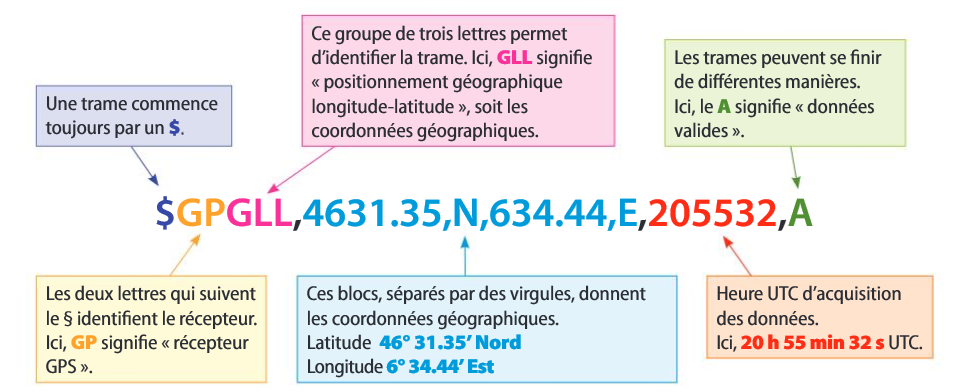 Ce groupe de trois lettres permet
d’identifier la trame. Ici, GLL signifie
« positionnement géographique
longitude-latitude », soit les
coordonnées géographiques.
Les trames peuvent se finir
de différentes manières.
Ici, le A signifie « données
valides ».
Une trame commence
toujours par un $.
$GPGLL,4631.35,N,634.44,E,205532,A
Les deux lettres qui suivent
le § identifient le récepteur.
Ici, GP signifie « récepteur
GPS ».
Ces blocs, séparés par des virgules, donnent
les coordonnées géographiques.
Latitude 46° 31.35’ Nord
Longitude 6° 34.44’ Est
Heure UTC d’acquisition
des données.
Ici, 20 h 55 min 32 s UTC.